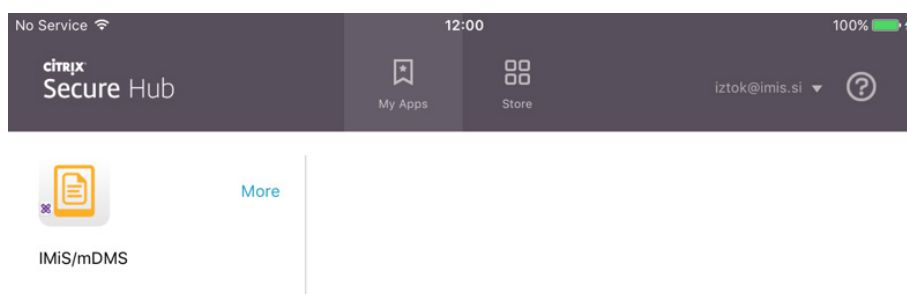 No Service 12:00 100%
CITRIX
Secure Hub
My Apps Store iztok@imis.si ?
More
IMiS/mDMS